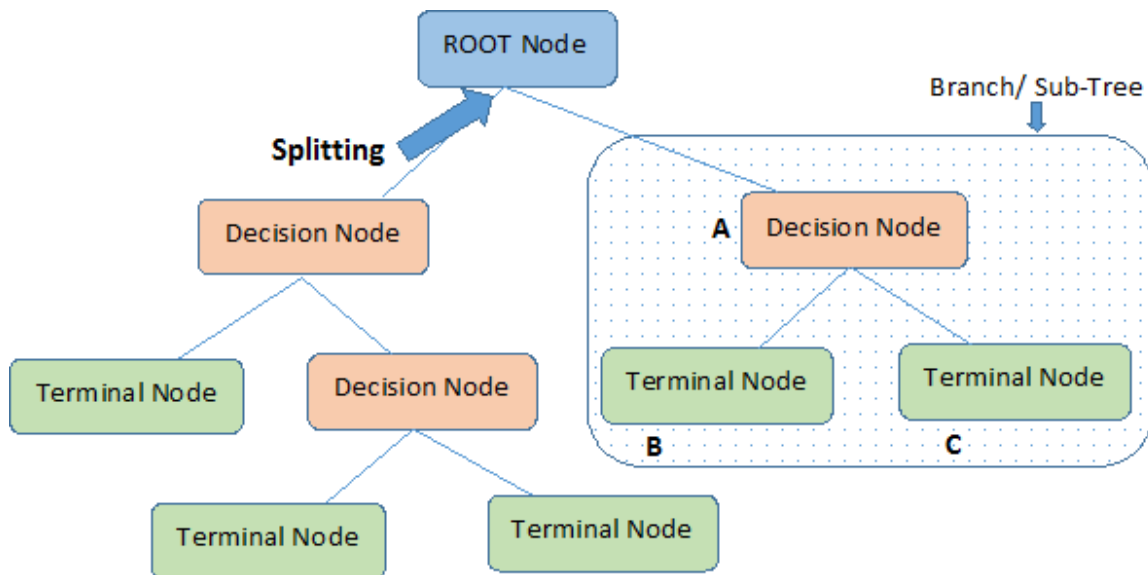 ROOT Node
Branch/ Sub-Tree
Splitting
Decision Node
A
Decision Node
Terminal Node
Decision Node
Terminal Node
Terminal Node
B
C
Terminal Node
Terminal Node